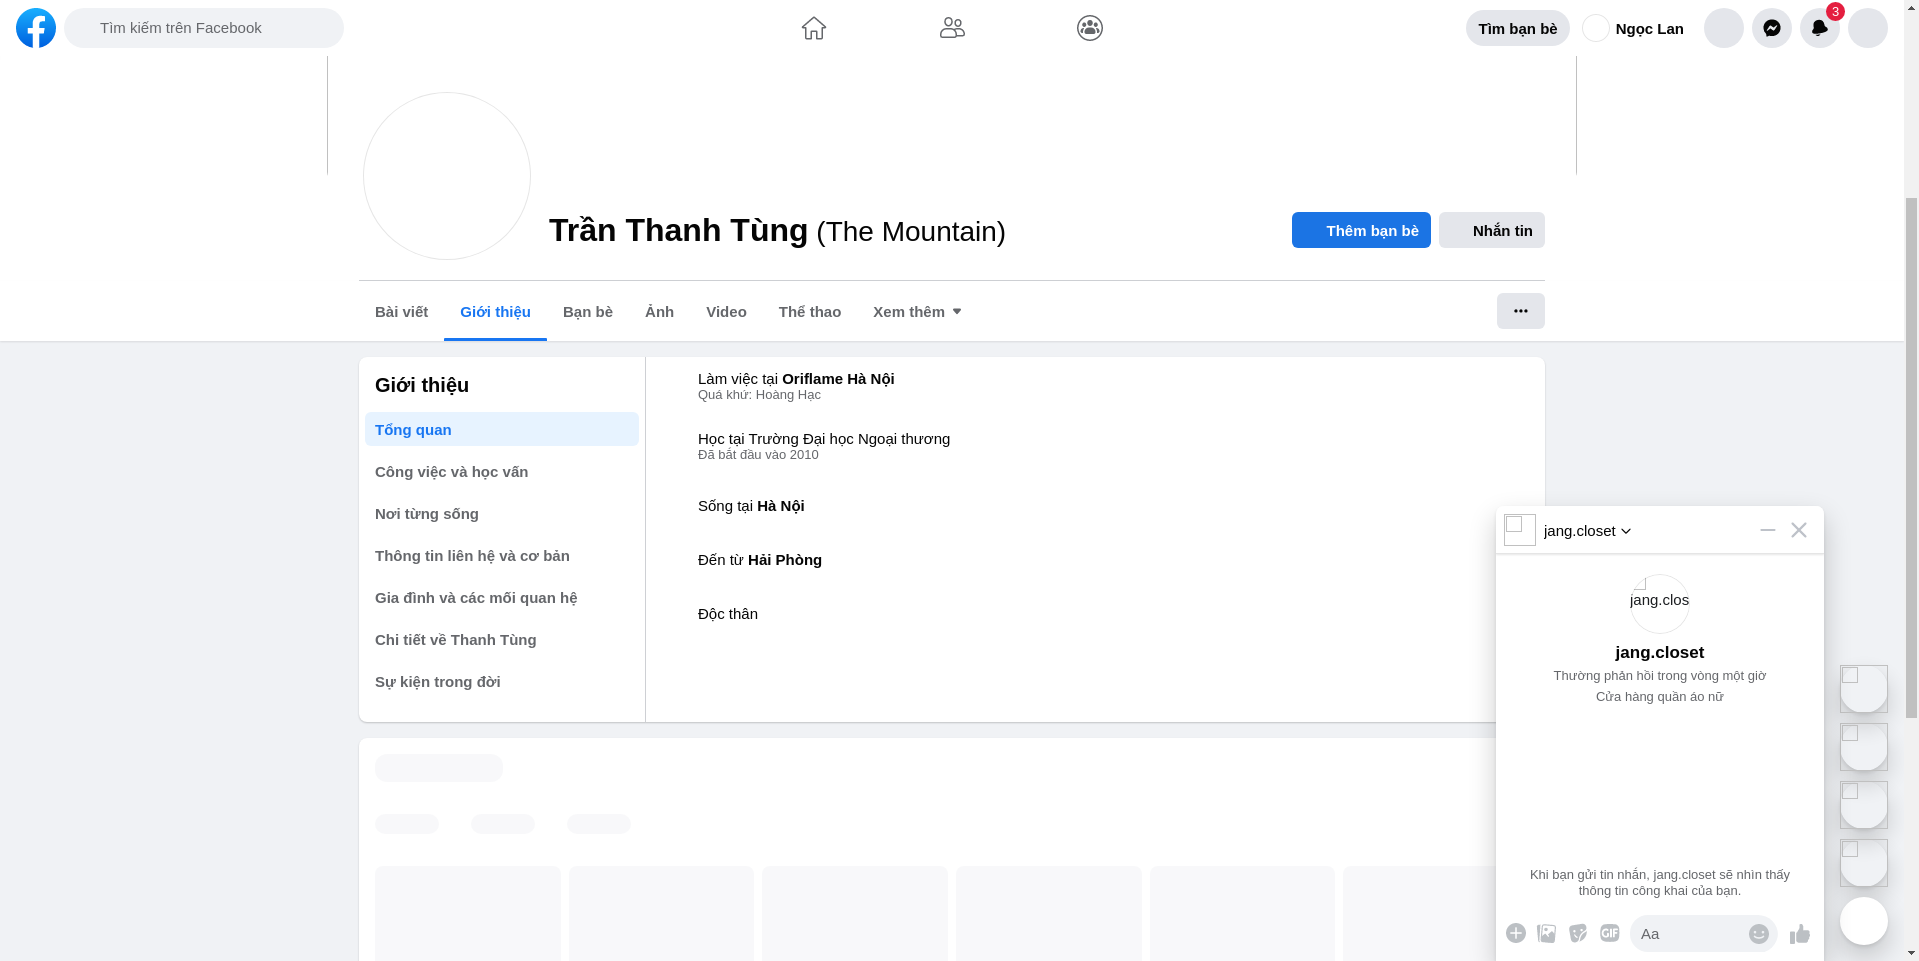 Tìm kiếm trên Facebook
Tìm bạn bè
Ngọc Lan
3
Trần Thanh Tùng (The Mountain)
Thêm bạn bè
Nhắn tin
Bài viết
Giới thiệu
Bạn bè
Ảnh
Video
Thể thao
Xem thêm
Giới thiệu
Tổng quan
Công việc và học vấn
Nơi từng sống
Thông tin liên hệ và cơ bản
Gia đình và các mối quan hệ
Chi tiết về Thanh Tùng
Sự kiện trong đời
Làm việc tại Oriflame Hà Nội
Quá khứ: Hoàng Hạc
Học tại Trường Đại học Ngoại thương
Đã bắt đầu vào 2010
Sống tại Hà Nội
Đến từ Hải Phòng
Độc thân
jang.closet
jang.clos
jang.closet
Thường phản hồi trong vòng một giờ
Cửa hàng quần áo nữ
Khi bạn gửi tin nhắn, jang.closet sẽ nhìn thấy
thông tin công khai của bạn.
GIF
Aa